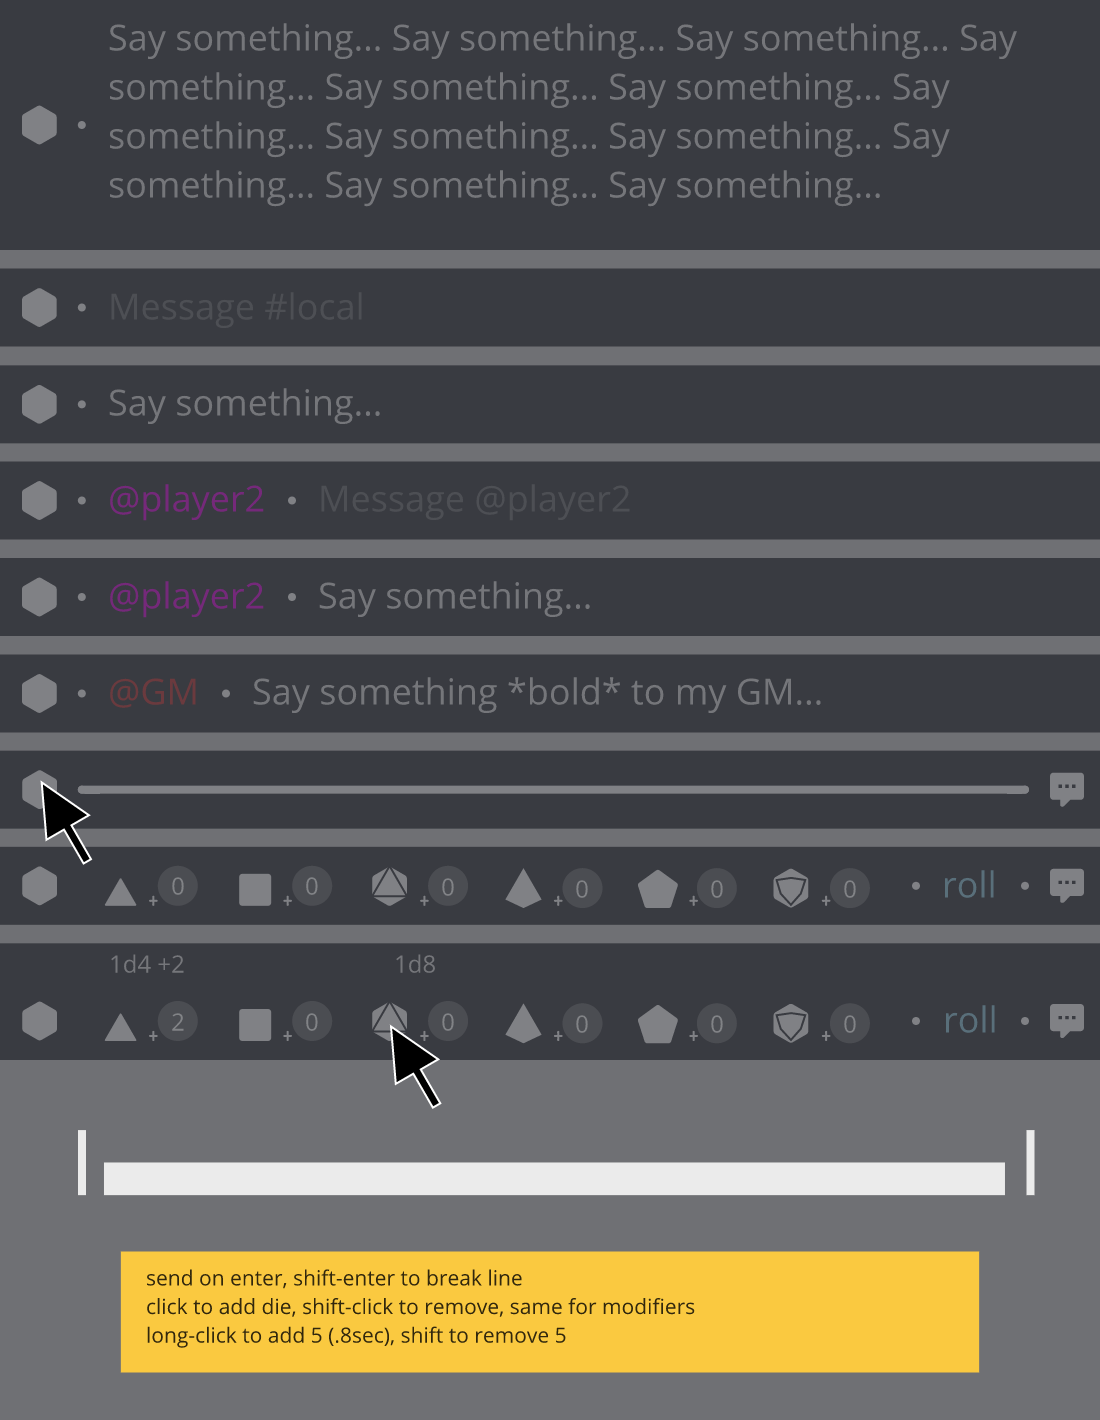 Say something... Say something... Say something... Say
something... Say something... Say something... Say
something... Say something... Say something... Say
something... Say something... Say something...
Message #local
Say something...
@player2 • Message @player2
@player2 • Say something...
@GM • Say something *bold* to my GM...
+0 +0 +0 +0 +0 +0 • roll •
1d4 +2 1d8
+2 +0 +0 +0 +0 +0 • roll •
send on enter, shift-enter to break line
click to add die, shift-click to remove, same for modifiers
long-click to add 5 (.8sec), shift to remove 5